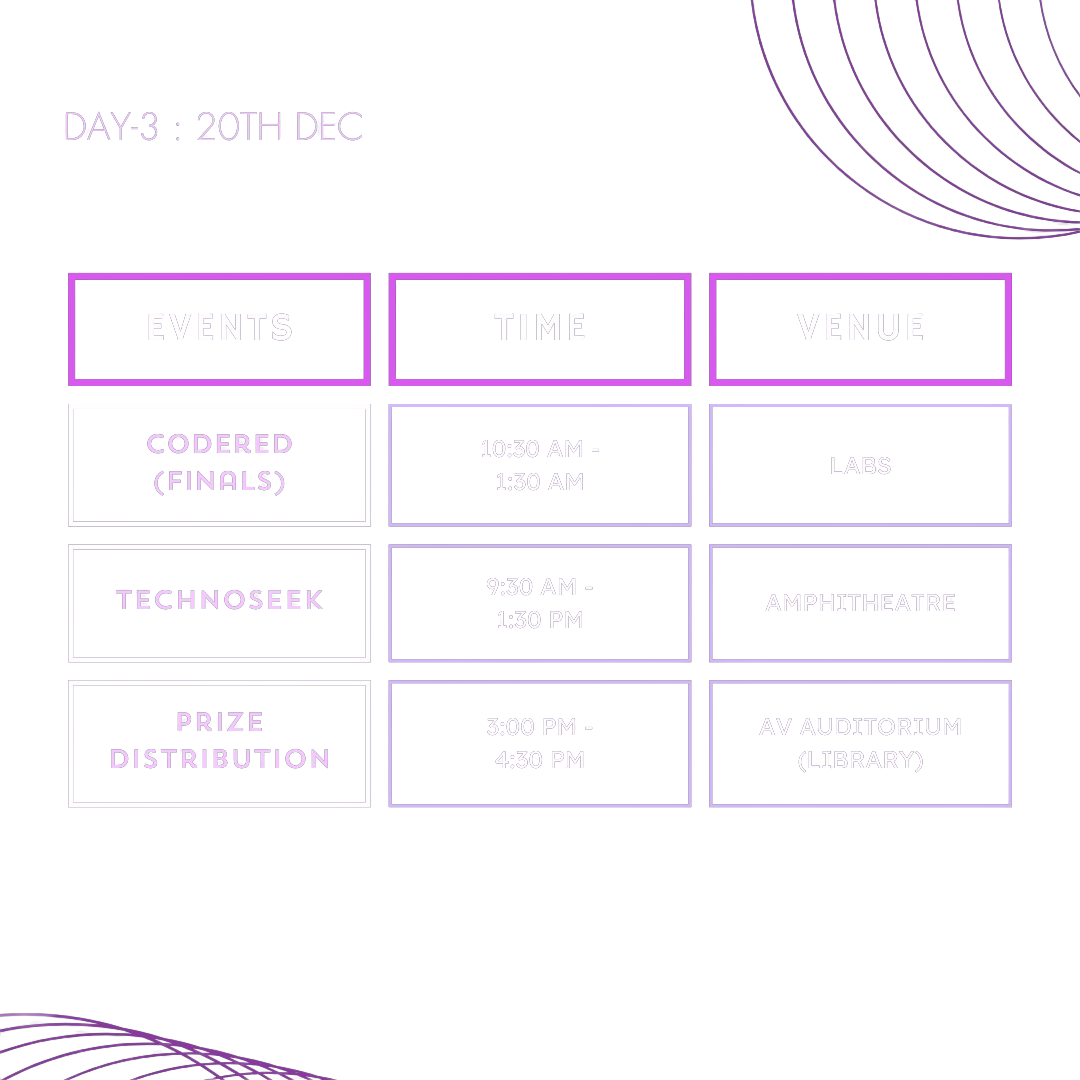 DAY-3 : 20TH DEC
EVENTS TIME VENUE
CODERED
(FINALS)
10:30 AM -
1:30 AM
LABS
TECHNOSEEK
9:30 AM -
1:30 PM
AMPHITHEATRE
PRIZE
DISTRIBUTION
3:00 PM -
4:30 PM
AV AUDITORIUM
(LIBRARY)